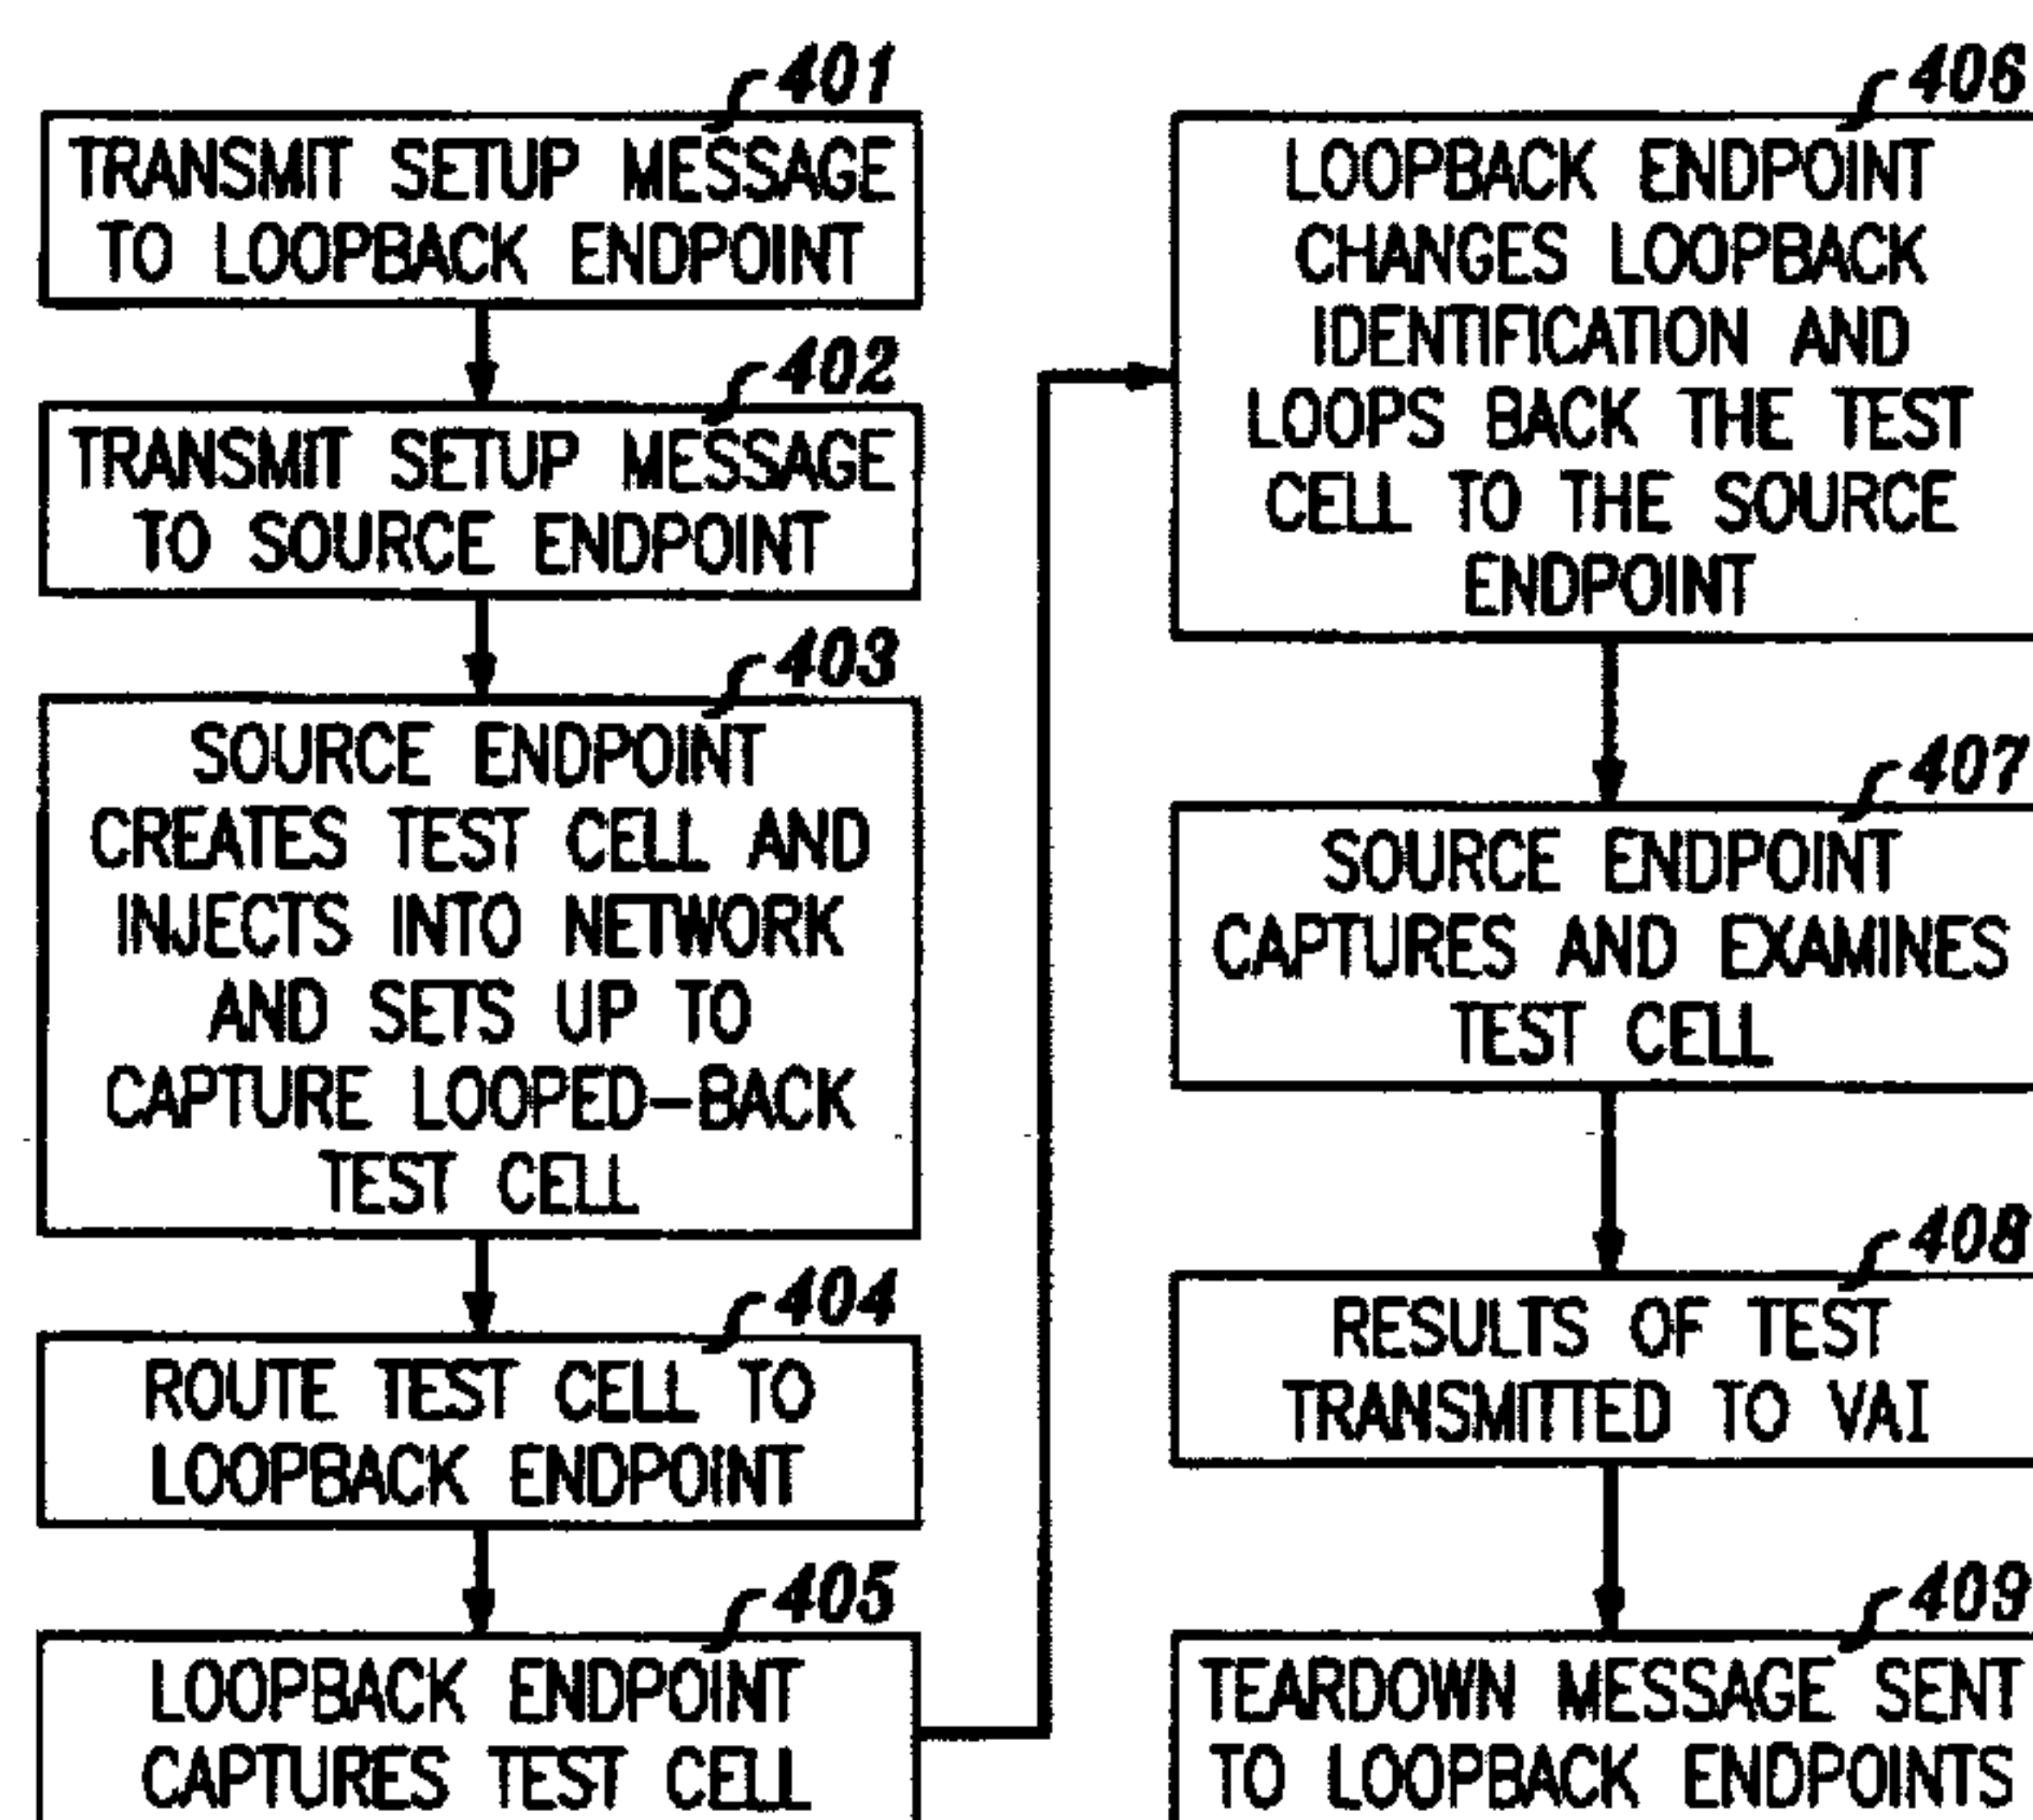 401
TRANSMIT SETUP MESSAGE
TO LOOPBACK ENDPOINT
402
TRANSMIT SETUP MESSAGE
TO SOURCE ENDPOINT
403
SOURCE ENDPOINT
CREATES TEST CELL AND
INJECTS INTO NETWORK
AND SETS UP TO
CAPTURE LOOPED-BACK
TEST CELL
404
ROUTE TEST CELL TO
LOOPBACK ENDPOINT
405
LOOPBACK ENDPOINT
CAPTURES TEST CELL
406
LOOPBACK ENDPOINT
CHANGES LOOPBACK
IDENTIFICATION AND
LOOPS BACK THE TEST
CELL TO THE SOURCE
ENDPOINT
407
SOURCE ENDPOINT
CAPTURES AND EXAMINES
TEST CELL
408
RESULTS OF TEST
TRANSMITTED TO VAI
409
TEARDOWN MESSAGE SENT
TO LOOPBACK ENDPOINTS